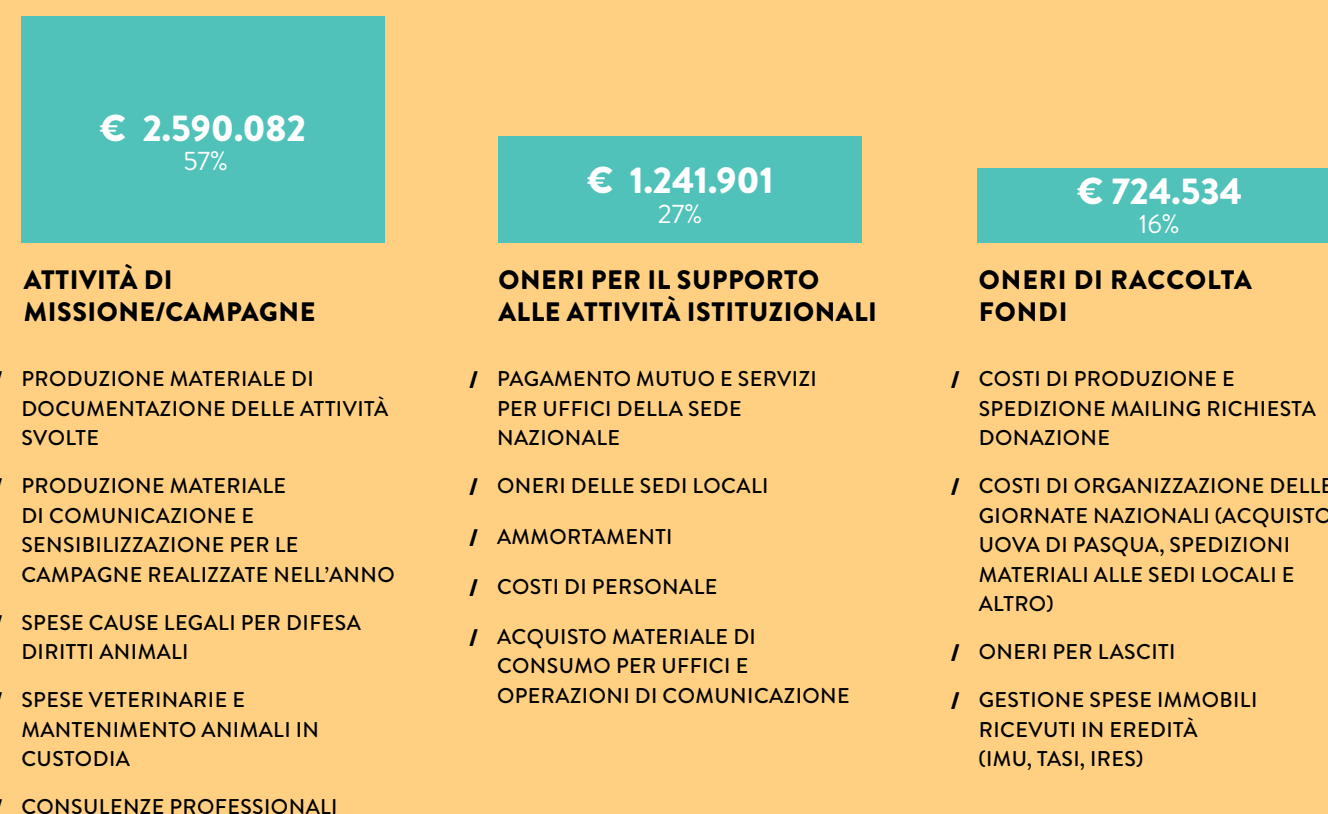 € 2.590.082
57%
ATTIVITÀ DI
MISSIONE/CAMPAGNE
/ PRODUZIONE MATERIALE DI
DOCUMENTAZIONE DELLE ATTIVITÀ
SVOLTE
/ PRODUZIONE MATERIALE
DI COMUNICAZIONE E
SENSIBILIZZAZIONE PER LE
CAMPAGNE REALIZZATE NELL’ANNO
/ SPESE CAUSE LEGALI PER DIFESA
DIRITTI ANIMALI
/ SPESE VETERINARIE E
MANTENIMENTO ANIMALI IN
CUSTODIA
/ CONSULENZE PROFESSIONALI
€ 1.241.901
27%
ONERI PER IL SUPPORTO
ALLE ATTIVITÀ ISTITUZIONALI
/ PAGAMENTO MUTUO E SERVIZI
PER UFFICI DELLA SEDE
NAZIONALE
/ ONERI DELLE SEDI LOCALI
/ AMMORTAMENTI
/ COSTI DI PERSONALE
/ ACQUISTO MATERIALE DI
CONSUMO PER UFFICI E
OPERAZIONI DI COMUNICAZIONE
€ 724.534
16%
ONERI DI RACCOLTA
FONDI
/ COSTI DI PRODUZIONE E
SPEDIZIONE MAILING RICHIESTA
DONAZIONE
/ COSTI DI ORGANIZZAZIONE DELLE
GIORNATE NAZIONALI (ACQUISTO
UOVA DI PASQUA, SPEDIZIONI
MATERIALI ALLE SEDI LOCALI E
ALTRO)
/ ONERI PER LASCITI
/ GESTIONE SPESE IMMOBILI
RICEVUTI IN EREDITÀ
(IMU, TASI, IRES)